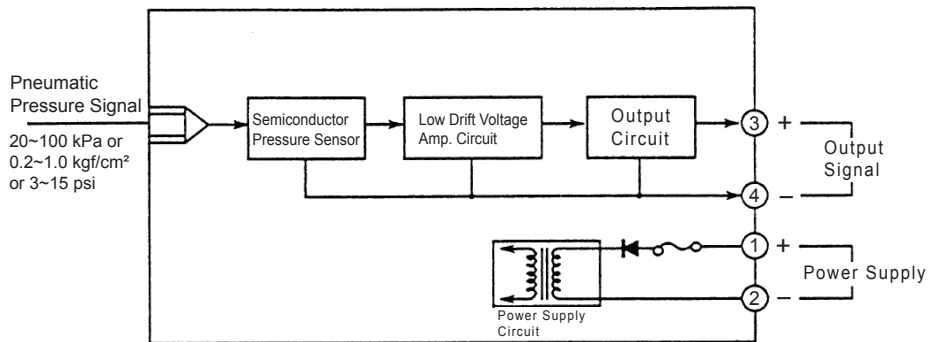 Pneumatic
Pressure Signal
20~100 kPa or
0.2~1.0 kgf/cm²
or 3~15 psi
Semiconductor
Pressure Sensor
Low Drift Voltage
Amp. Circuit
Output
Circuit
3 +
4 −
Output
Signal
1 +
2 −
Power Supply
Power Supply
Circuit